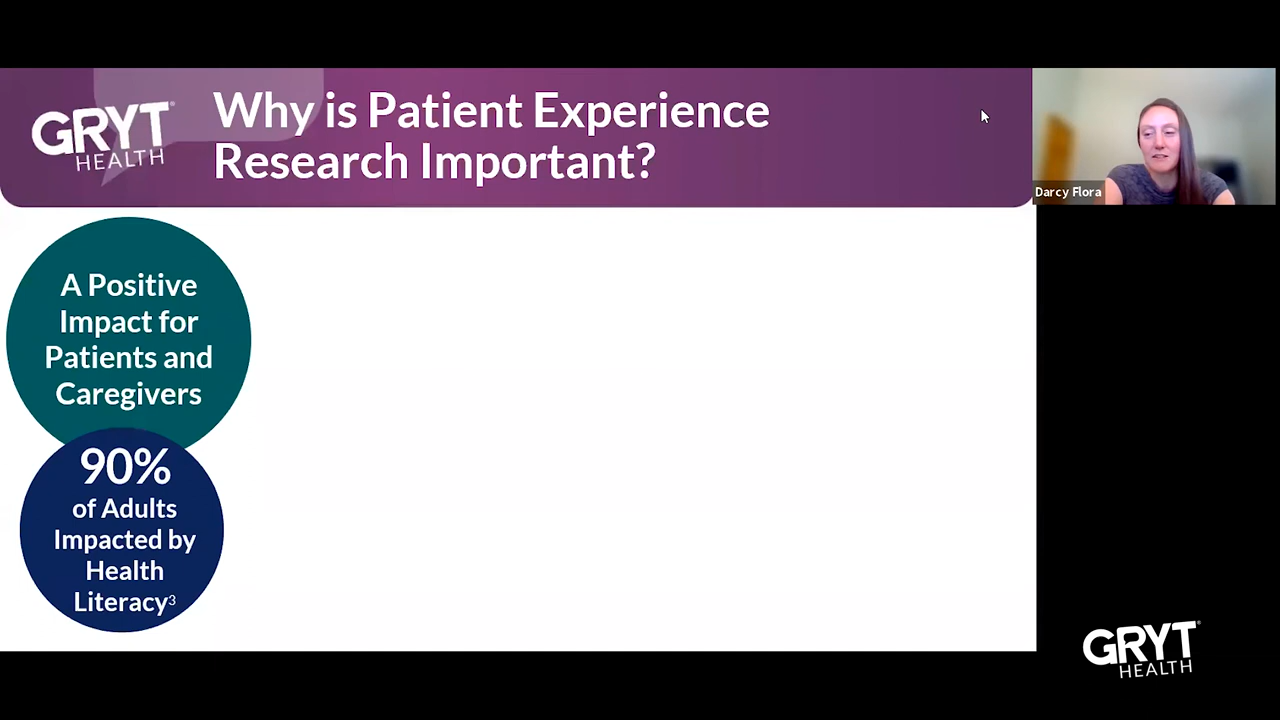 GRYT®
HEALTH
Why is Patient Experience
Research Important?
Darcy Flora
A Positive
Impact for
Patients and
Caregivers
90%
of Adults
Impacted by
Health
Literacy3
GRYT®
HEALTH